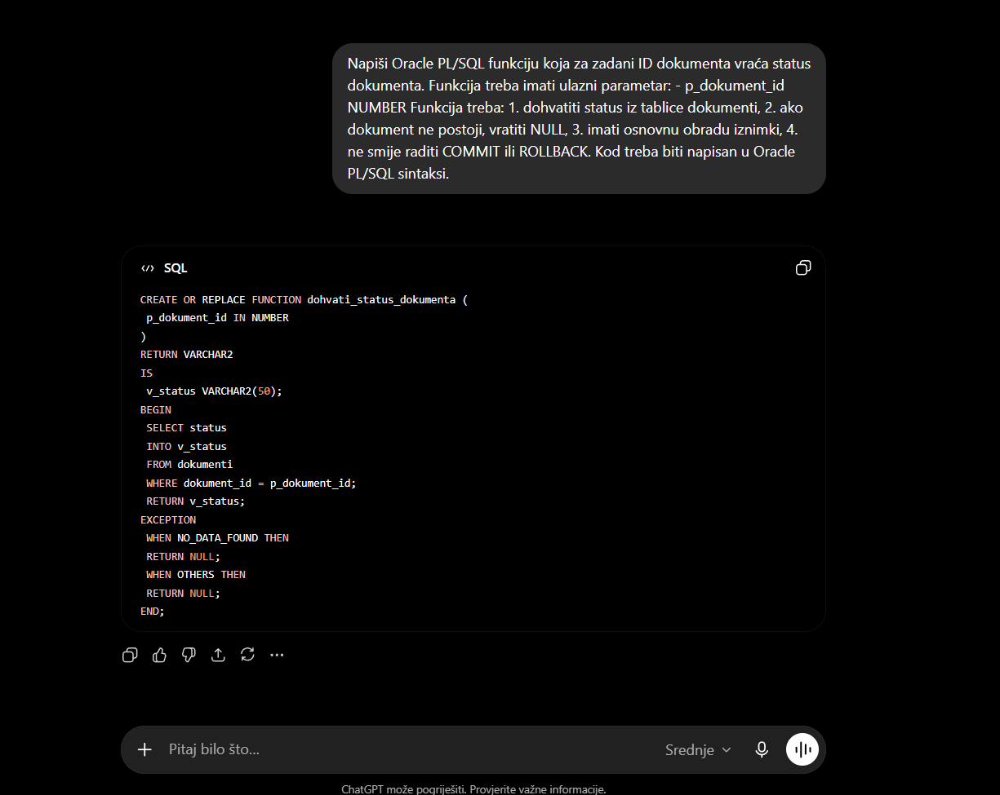 Napiši Oracle PL/SQL funkciju koja za zadani ID dokumenta vraća status
dokumenta. Funkcija treba imati ulazni parametar: - p_dokument_id
NUMBER Funkcija treba: 1. dohvatiti status iz tablice dokumenti, 2. ako
dokument ne postoji, vratiti NULL, 3. imati osnovnu obradu iznimki, 4.
ne smije raditi COMMIT ili ROLLBACK. Kod treba biti napisan u Oracle
PL/SQL sintaksi.
SQL
CREATE OR REPLACE FUNCTION dohvati_status_dokumenta (
p_dokument_id IN NUMBER
)
RETURN VARCHAR2
IS
v_status VARCHAR2(50);
BEGIN
SELECT status
INTO v_status
FROM dokumenti
WHERE dokument_id = p_dokument_id;
RETURN v_status;
EXCEPTION
WHEN NO_DATA_FOUND THEN
RETURN NULL;
WHEN OTHERS THEN
RETURN NULL;
END;
Pitaj bilo što...
Srednje
ChatGPT može pogriješiti. Provjerite važne informacije.